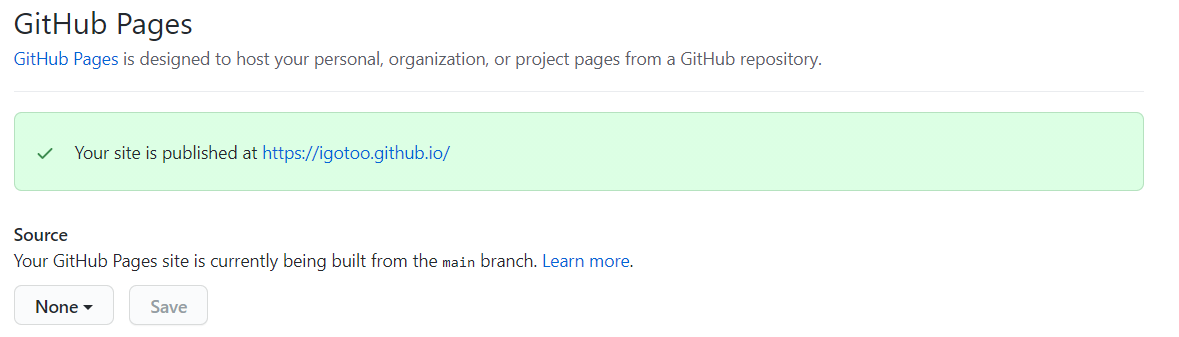 GitHub Pages
GitHub Pages is designed to host your personal, organization, or project pages from a GitHub repository.
Your site is published at https://igotoo.github.io/
Source
Your GitHub Pages site is currently being built from the main branch. Learn more.
None Save